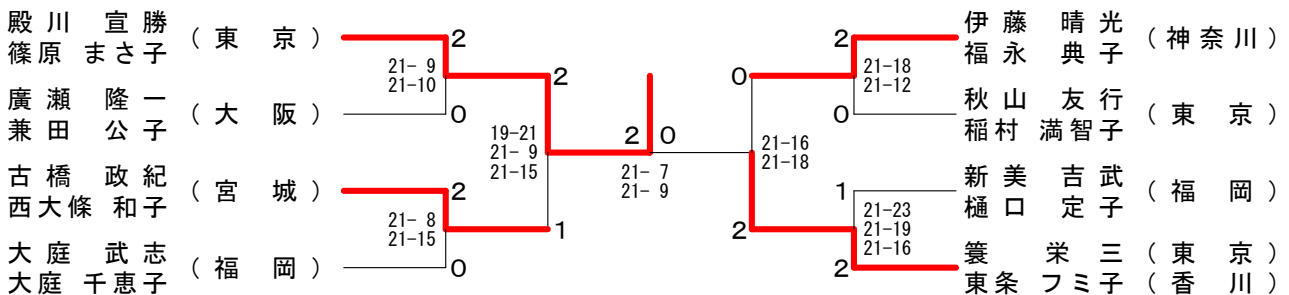 殿川 宣勝
篠原 まさ子
(東京)
2
21- 9
21-10
廣瀬 隆一
兼田 公子
(大阪)
0
2
19-21
21- 9
21-15
古橋 政紀
西大條 和子
(宮城)
2
21- 8
21-15
1
大庭 武志
大庭 千恵子
(福岡)
0
2 0
21- 7
21- 9
伊藤 晴光
福永 典子
(神奈川)
2
21-18
21-12
0
秋山 友行
稲村 満智子
(東京)
0
21-16
21-18
新美 吉武
樋口 定子
(福岡)
1
21-23
21-19
21-16
2
簑 栄三 (東京)
東条 フミ子 (香川)
2